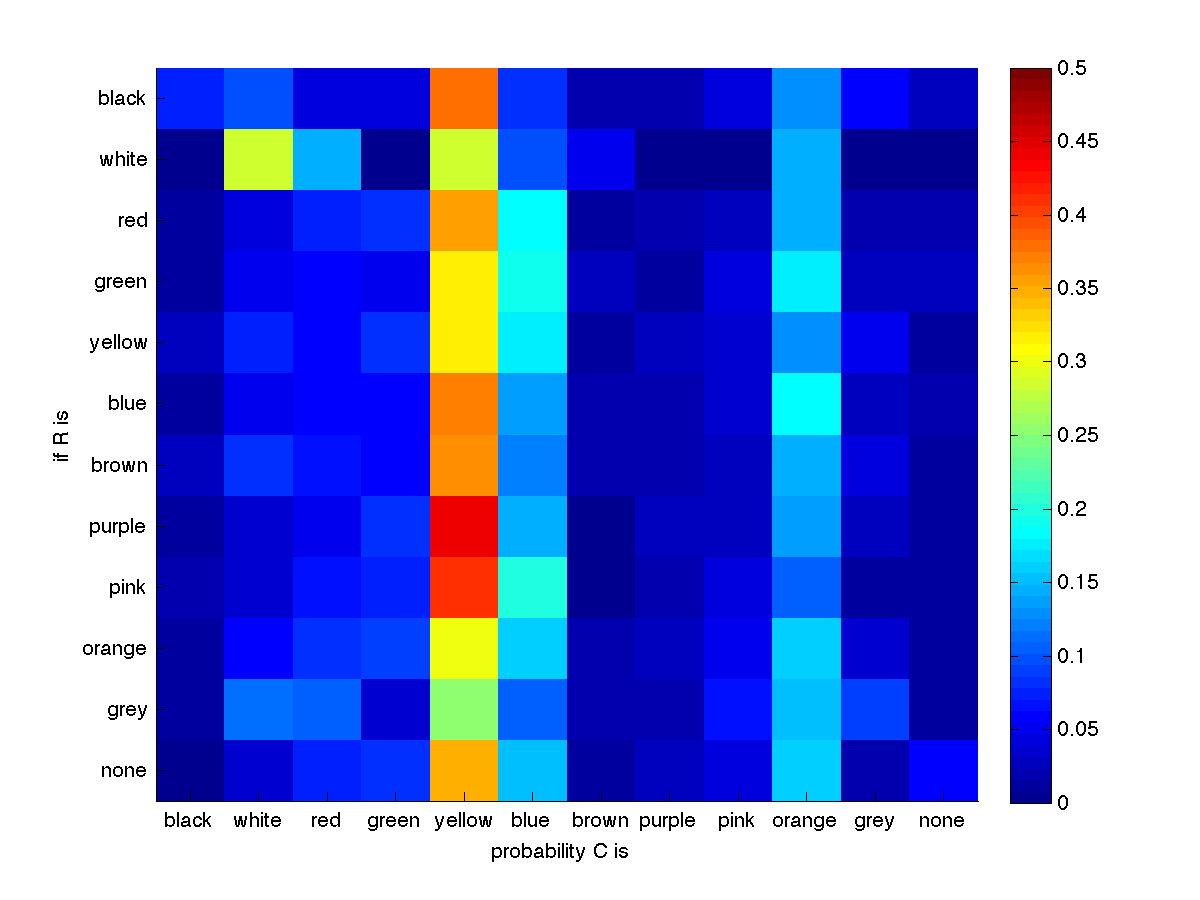 black
white
red
green
yellow
blue
brown
purple
pink
orange
grey
none
if R is
black white red green yellow blue brown purple pink orange grey none
probability C is
0.5
0.45
0.4
0.35
0.3
0.25
0.2
0.15
0.1
0.05
0